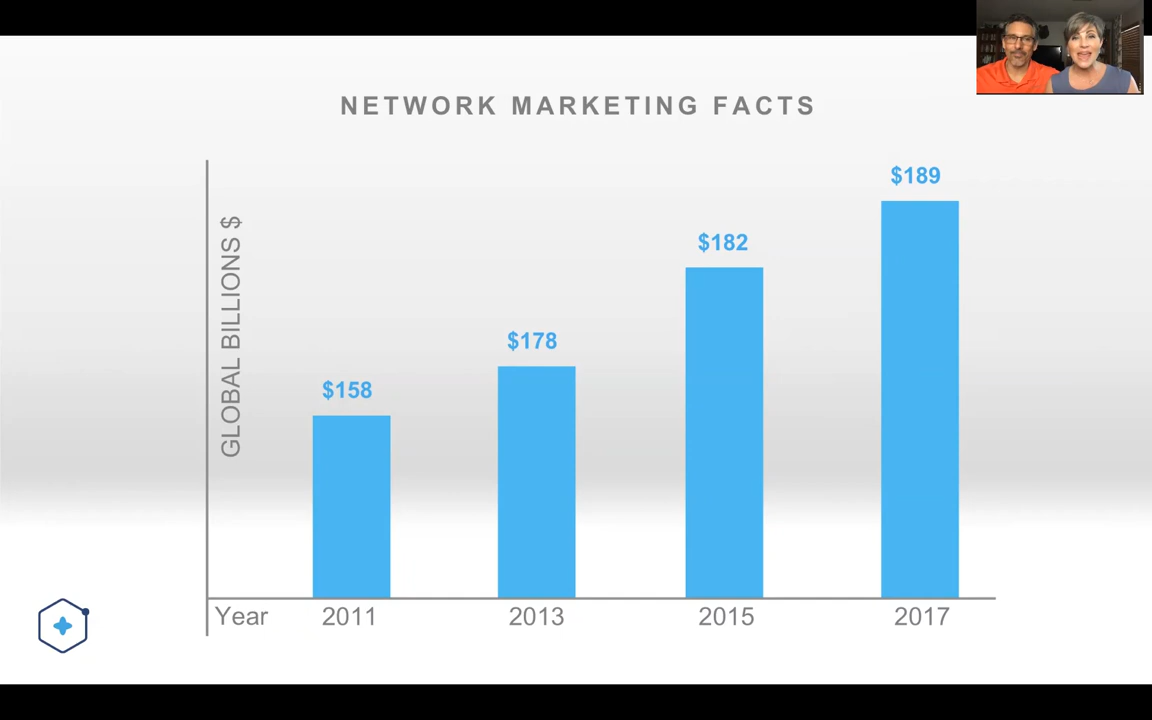 NETWORK MARKETING FACTS
GLOBAL BILLIONS $
$158
$178
$182
$189
Year 2011 2013 2015 2017